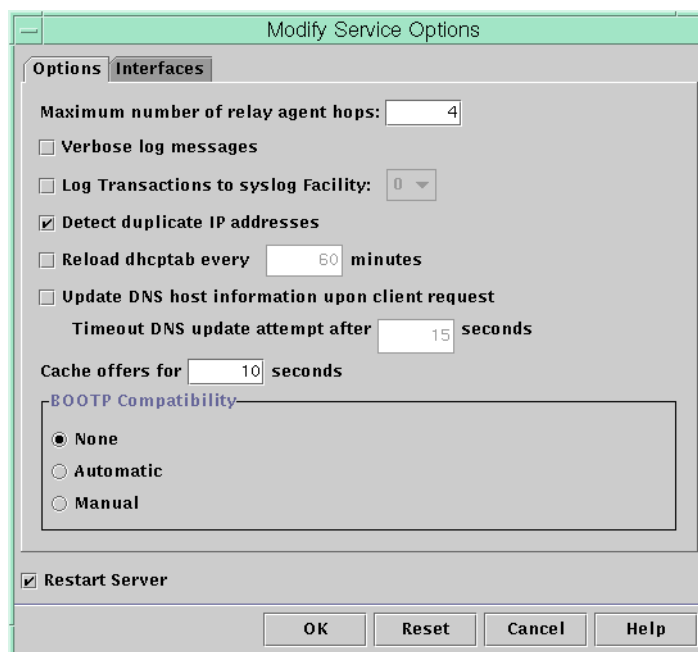 Modify Service Options
Options Interfaces
Maximum number of relay agent hops: 4
Verbose log messages
Log Transactions to syslog Facility: 0
Detect duplicate IP addresses
Reload dhcptab every 60 minutes
Update DNS host information upon client request
Timeout DNS update attempt after 15 seconds
Cache offers for 10 seconds
BOOTP Compatibility
None
Automatic
Manual
Restart Server
OK Reset Cancel Help